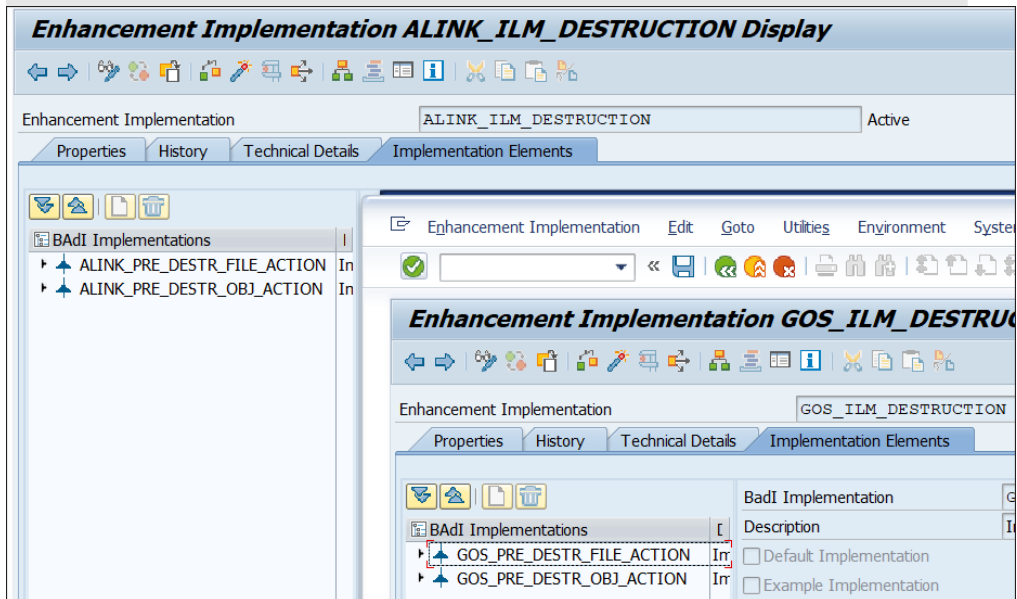 Enhancement Implementation ALINK_ILM_DESTRUCTION Display
Enhancement Implementation ALINK_ILM_DESTRUCTION Active
Properties History Technical Details Implementation Elements
BAdI Implementations
ALINK_PRE_DESTR_FILE_ACTION
ALINK_PRE_DESTR_OBJ_ACTION
Enhancement Implementation Edit Goto Utilities Environment
Enhancement Implementation
Enhancement Implementation GOS_ILM_DESTRUCTION
Properties History Technical Details Implementation Elements
BadI Implementation
BAdI Implementations Description
GOS_PRE_DESTR_FILE_ACTION Default Implementation
GOS_PRE_DESTR_OBJ_ACTION Example Implementation